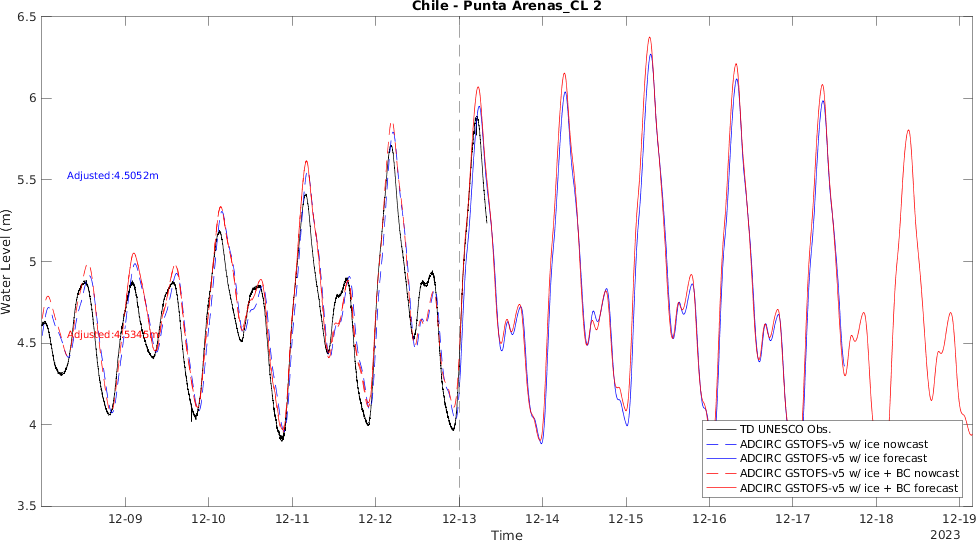 Chile - Punta Arenas_CL 2
Water Level (m)
6.5
6
5.5
5
4.5
4
3.5
Adjusted:4.5052m
Adjusted:4.5345m
TD UNESCO Obs.
ADCIRC GSTOFS-v5 w/ ice nowcast
ADCIRC GSTOFS-v5 w/ ice forecast
ADCIRC GSTOFS-v5 w/ ice + BC nowcast
ADCIRC GSTOFS-v5 w/ ice + BC forecast
12-09 12-10 12-11 12-12 12-13 12-14 12-15 12-16 12-17 12-18 12-19
Time
2023